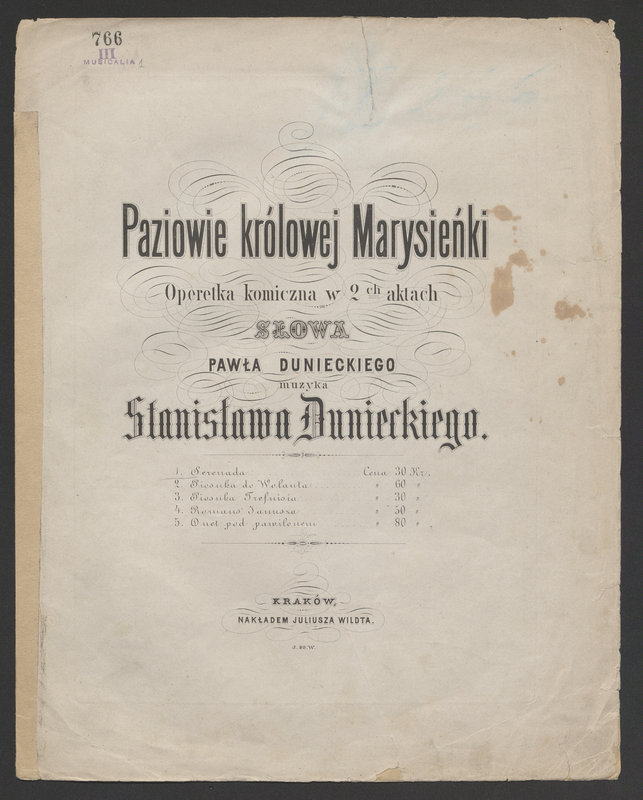 766
III
MUSICALIA
Paziowie królowej Marysieńki
Operetka komiczna w 2 ch aktach
SŁOWA
PAWŁA DUNIECKIEGO
muzyka
Stanisława Dunieckiego.
1. Serenada Cena 30 Kr.
2. Piosnka do Wolanta . . . . " 60 "
3. Piosnka Trefnisia " 30 "
4. Romans Janusza " 50 "
5. Duet pod pawilonem " 80 ".
KRAKÓW,
NAKŁADEM JULIUSZA WILDTA.